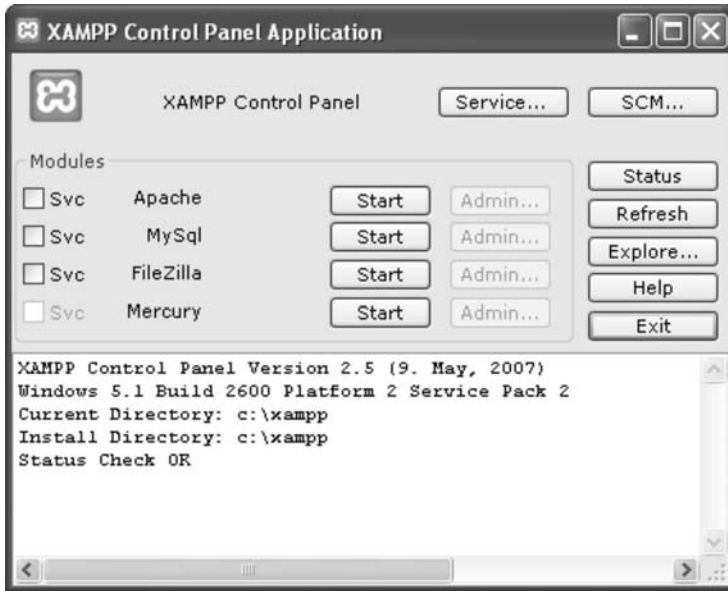 XAMPP Control Panel Application
XAMPP Control Panel Service... SCM...
Modules
Svc Apache Start Admin...
Svc MySql Start Admin...
Svc FileZilla Start Admin...
Svc Mercury Start Admin...
Status
Refresh
Explore...
Help
Exit
XAMPP Control Panel Version 2.5 (9. May, 2007)
Windows 5.1 Build 2600 Platform 2 Service Pack 2
Current Directory: c:\xampp
Install Directory: c:\xampp
Status Check OK